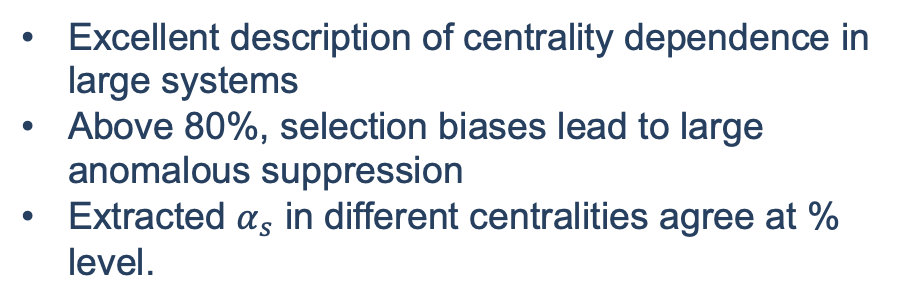 • Excellent description of centrality dependence in
large systems
• Above 80%, selection biases lead to large
anomalous suppression
• Extracted αₛ in different centralities agree at %
level.